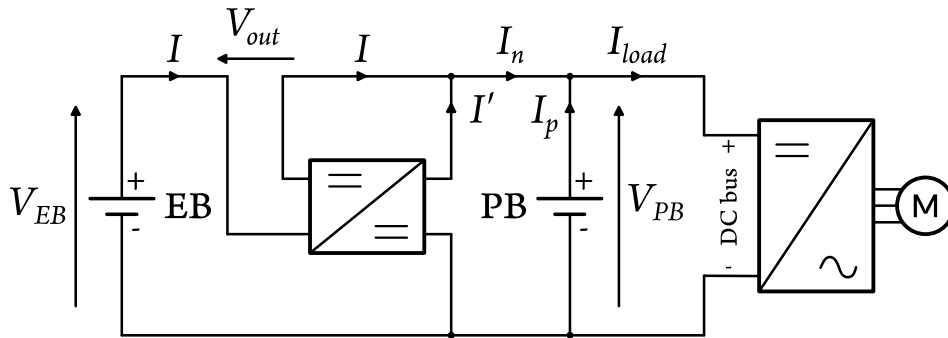 V_out
I
I
I_n
I_load
I'
I_p
V_EB
+
EB
-
PB
+
-
V_PB
+
DC bus
-
M